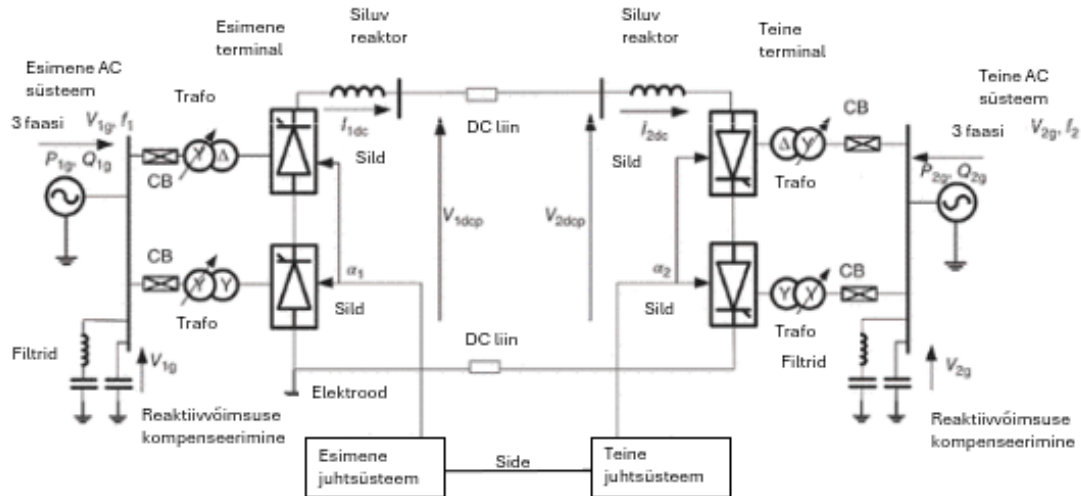 Esimene
terminal
Siluv
reaktor
Siluv
reaktor
Teine
terminal
Esimene AC
süsteem
3 faasi
V1g, f1
P1g, Q1g
Trafo
CB
i1dc
Sild
DC liin
i2dc
Sild
Trafo
CB
Teine AC
süsteem
3 faasi
V2g, f2
P2g, Q2g
Y Δ
Δ Y
V1dcp
V2dcp
CB
Y Y
Trafo
α1
Sild
α2
Sild
CB
Y Y
Trafo
Filtrid
V1g
DC liin
Elektrood
Filtrid
V2g
Reaktiivvõimsuse
kompenseerimine
Reaktiivvõimsuse
kompenseerimine
Esimene
juhtsüsteem
Side
Teine
juhtsüsteem